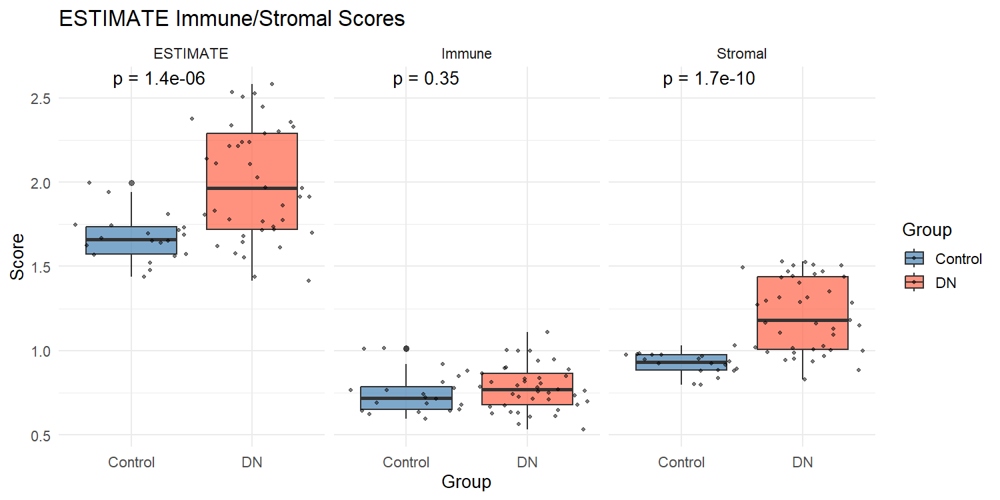 ESTIMATE Immune/Stromal Scores
ESTIMATE Immune Stromal
p = 1.4e-06 p = 0.35 p = 1.7e-10
2.5
2.0
1.5
1.0
0.5
Score
Control DN Control DN Control DN
Group
Group
Control
DN